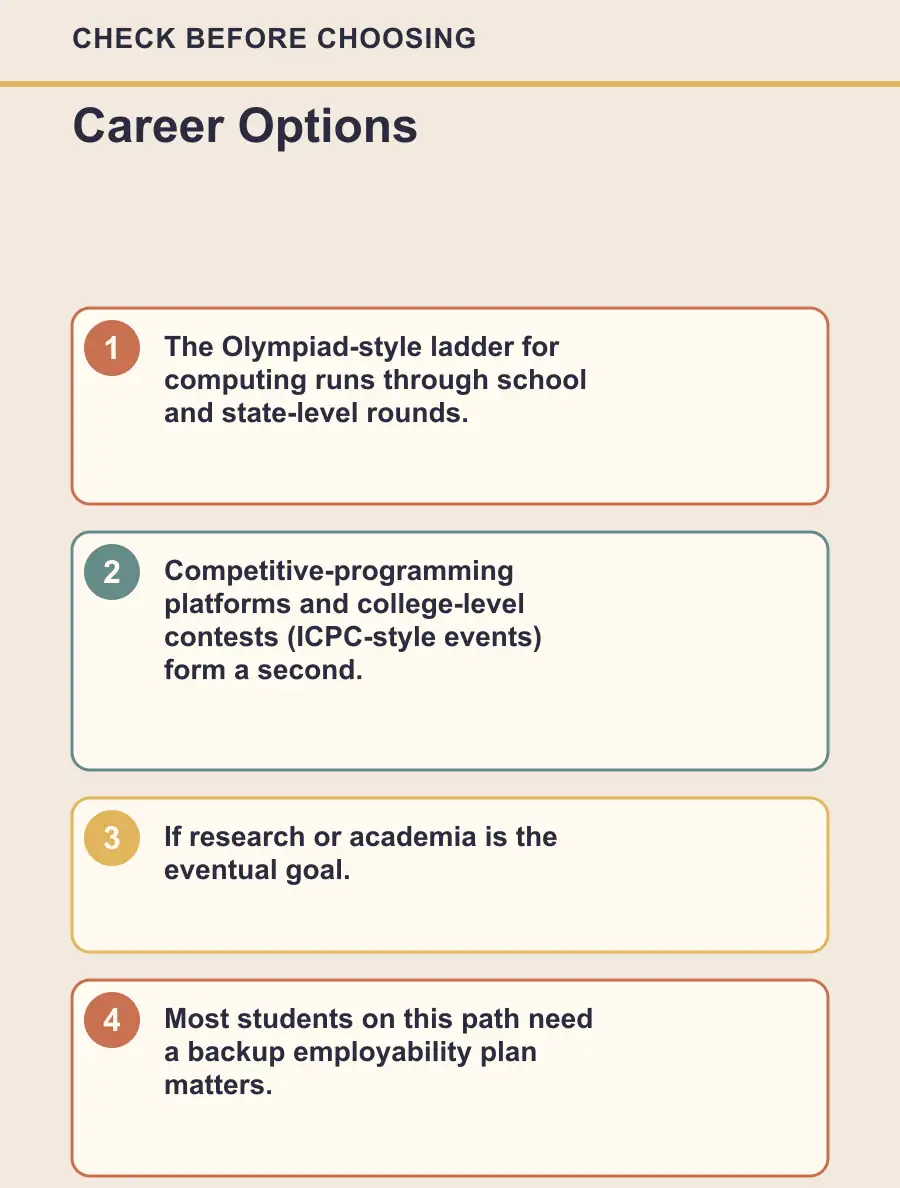 CHECK BEFORE CHOOSING
Career Options
1
The Olympiad-style ladder for
computing runs through school
and state-level rounds.
2
Competitive-programming
platforms and college-level
contests (ICPC-style events)
form a second.
3
If research or academia is the
eventual goal.
4
Most students on this path need
a backup employability plan
matters.